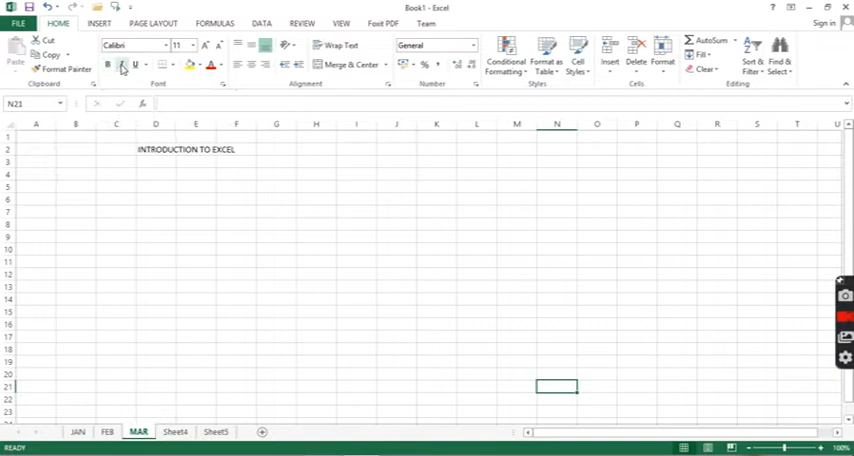 Book1 - Excel
FILE HOME INSERT PAGE LAYOUT FORMULAS DATA REVIEW VIEW Foxit PDF Team Sign in
Paste
Cut
Copy
Format Painter
Clipboard
Calibri 11
B I U
Font
Wrap Text
Merge & Center
Alignment
General
%
Number
Conditional Formatting
Format as Table
Cell Styles
Styles
Insert Delete Format
Cells
AutoSum
Fill
Clear
Sort & Filter
Find & Select
Editing
N21
fx
A B C D E F G H I J K L M N O P Q R S T U
1
2 INTRODUCTION TO EXCEL
3
4
5
6
7
8
9
10
11
12
13
14
15
16
17
18
19
20
21
22
23
JAN FEB MAR Sheet4 Sheet5
READY 100%